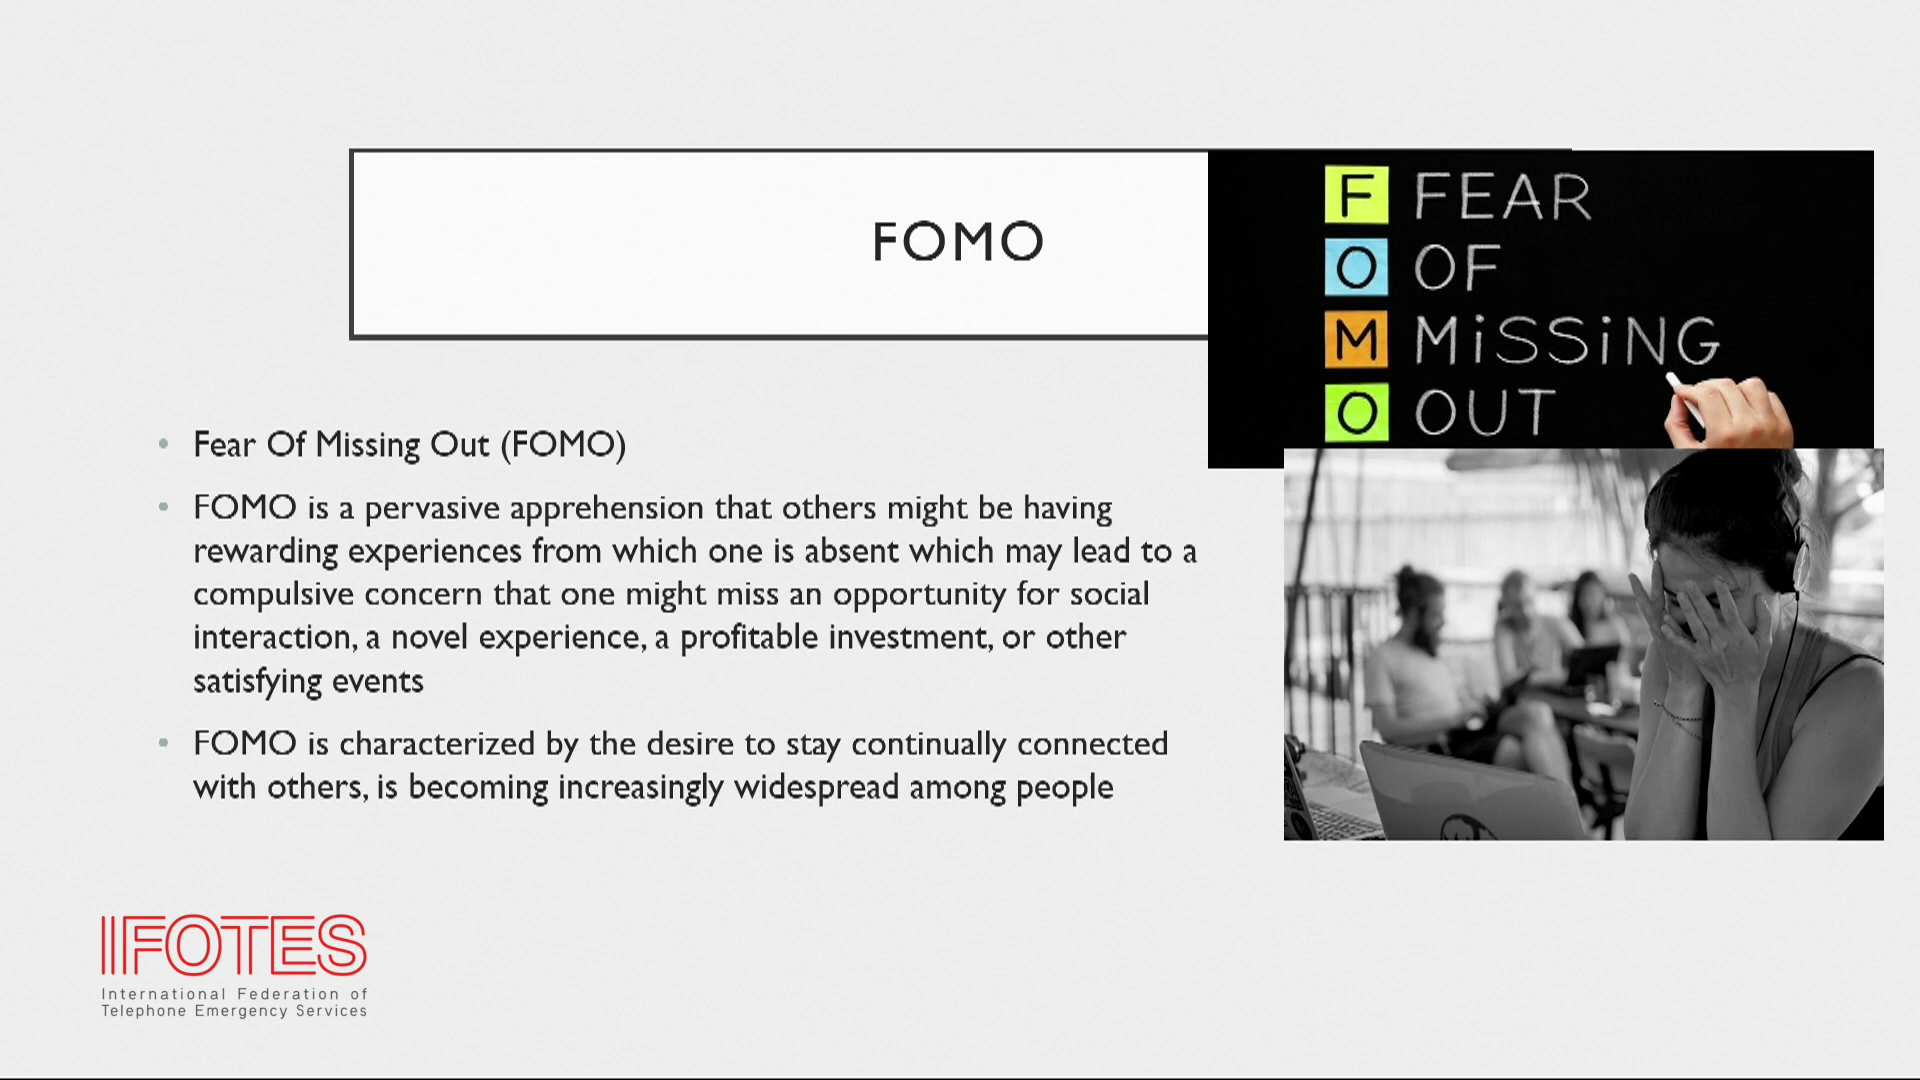 FOMO
F FEAR
O OF
M MiSSiNG
O OUT
• Fear Of Missing Out (FOMO)
• FOMO is a pervasive apprehension that others might be having
rewarding experiences from which one is absent which may lead to a
compulsive concern that one might miss an opportunity for social
interaction, a novel experience, a profitable investment, or other
satisfying events
• FOMO is characterized by the desire to stay continually connected
with others, is becoming increasingly widespread among people
IFOTES
International Federation of
Telephone Emergency Services